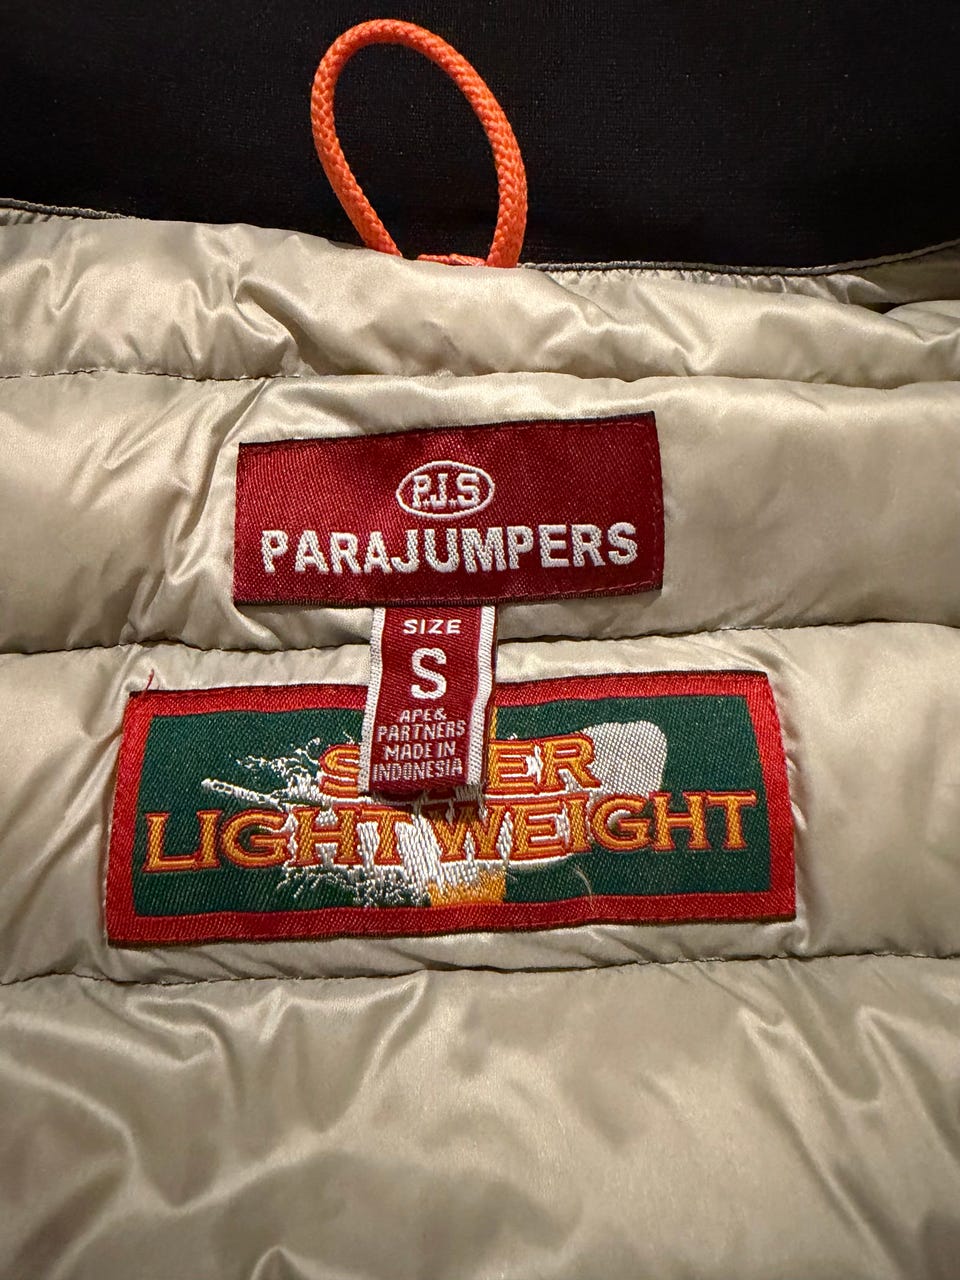 P.J.S
PARAJUMPERS
SIZE
S
APE&
PARTNERS
MADE IN
INDONESIA
LIGHTWEIGHT